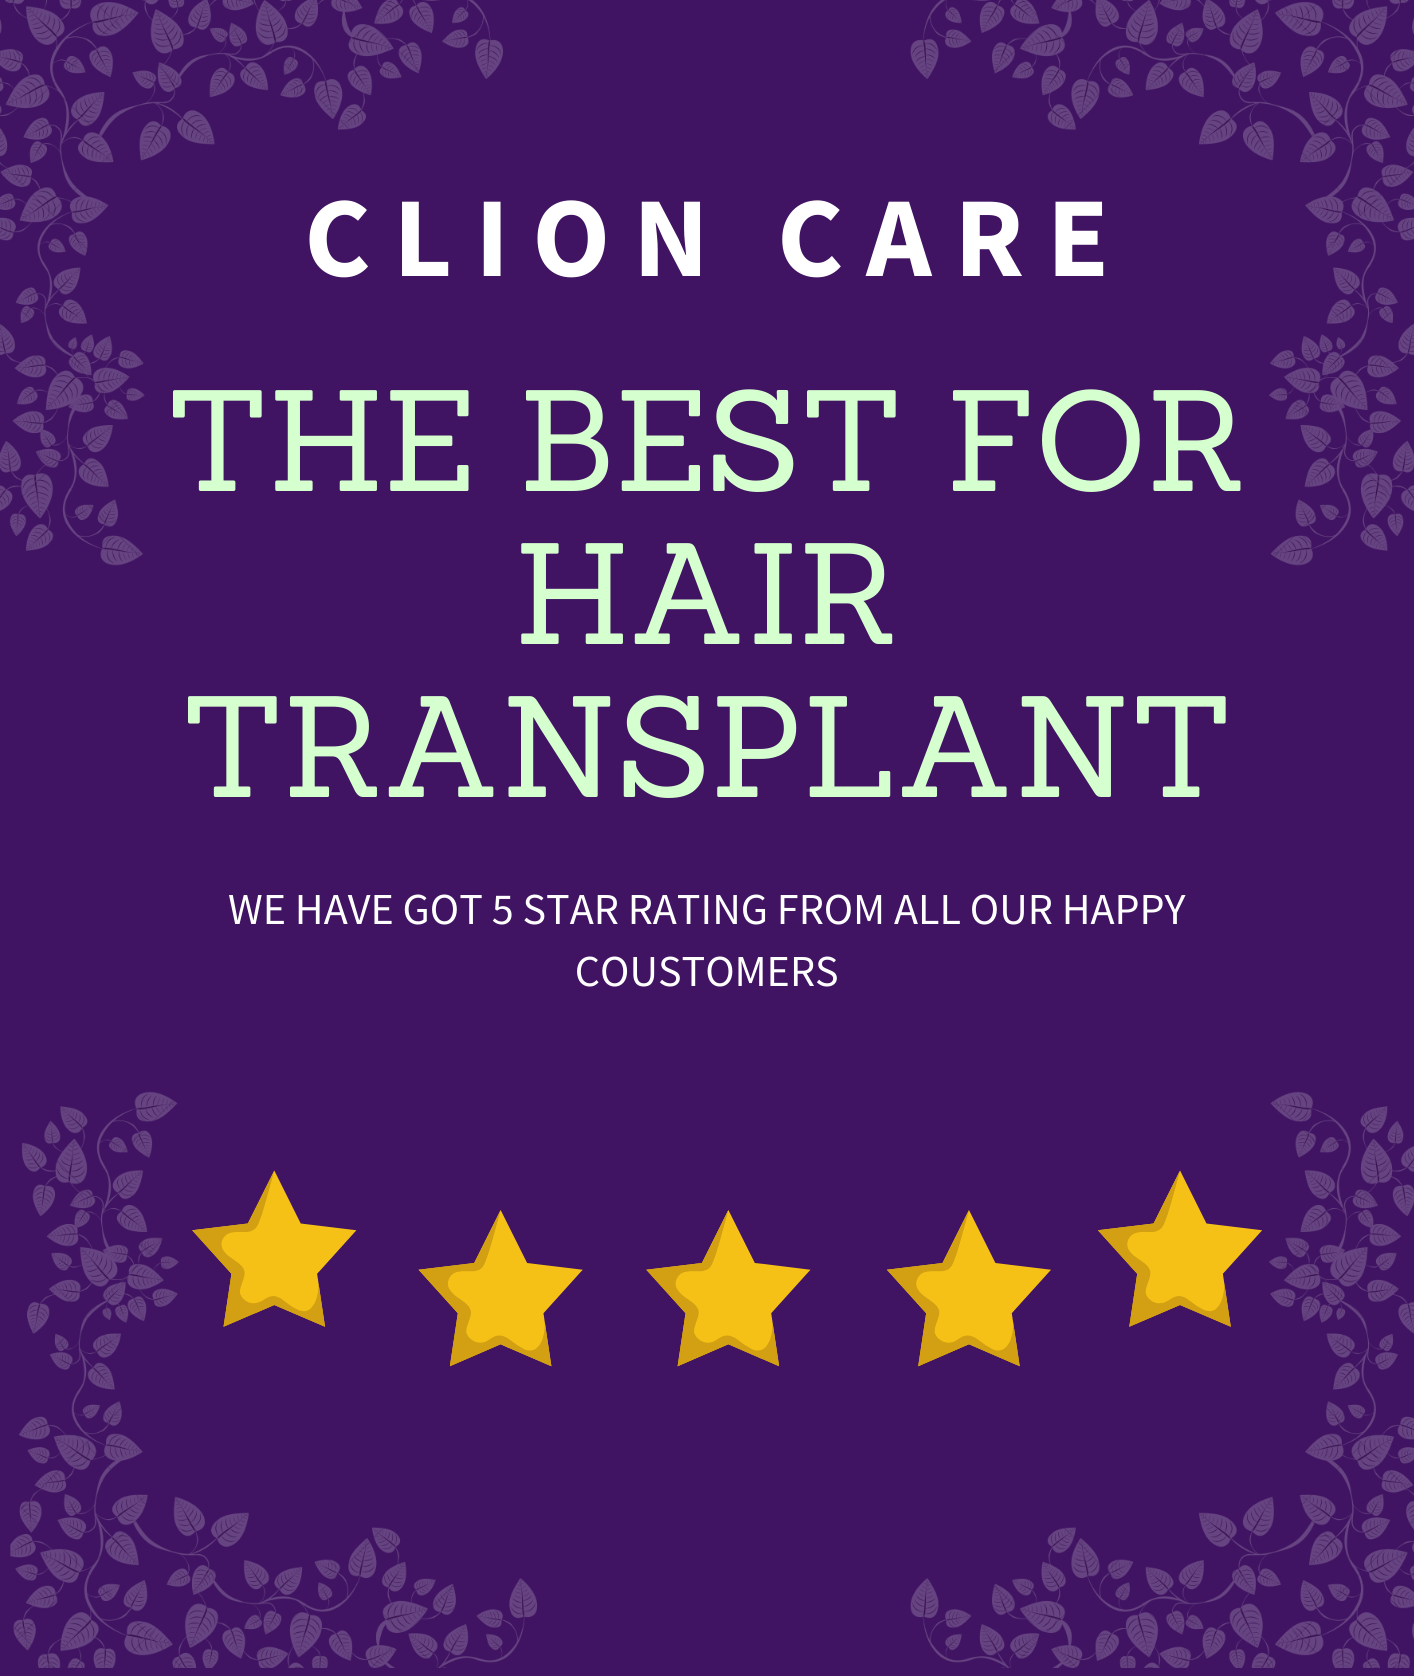 CLION CARE
THE BEST FOR
HAIR
TRANSPLANT
WE HAVE GOT 5 STAR RATING FROM ALL OUR HAPPY
COUSTOMERS